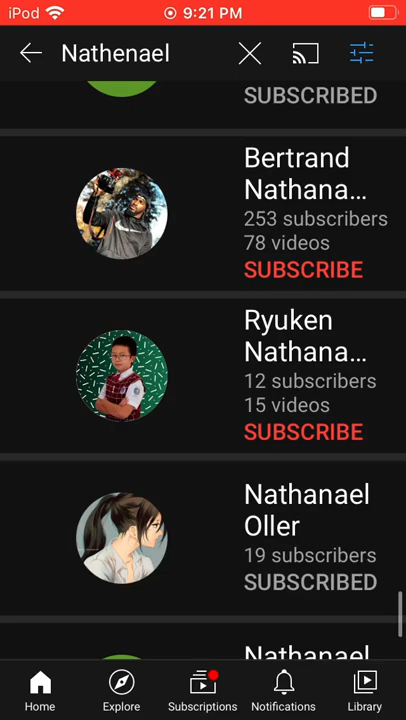 iPod 9:21 PM
Nathenael
SUBSCRIBED
Bertrand
Nathana...
253 subscribers
78 videos
SUBSCRIBE
Ryuken
Nathana...
12 subscribers
15 videos
SUBSCRIBE
Nathanael
Oller
19 subscribers
SUBSCRIBED
Nathanael
Home Explore Subscriptions Notifications Library